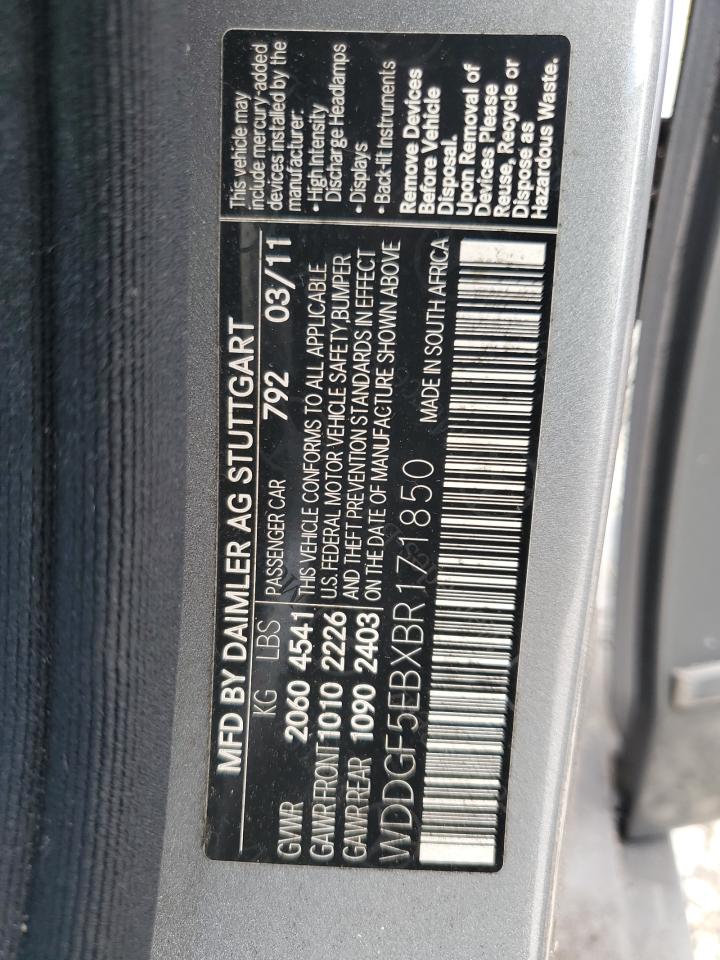 MFD BY DAIMLER AG STUTTGART
KG LBS PASSENGER CAR 792 03/11
GVWR 2060 4541
GAWR FRONT 1010 2226
GAWR REAR 1090 2403
THIS VEHICLE CONFORMS TO ALL APPLICABLE
U.S. FEDERAL MOTOR VEHICLE SAFETY, BUMPER
AND THEFT PREVENTION STANDARDS IN EFFECT
ON THE DATE OF MANUFACTURE SHOWN ABOVE
WDDGF5EBXBR171850 MADE IN SOUTH AFRICA
This vehicle may
include mercury-added
devices installed by the
manufacturer:
• High Intensity
Discharge Headlamps
• Displays
• Back-lit Instruments
Remove Devices
Before Vehicle
Disposal.
Upon Removal of
Devices Please
Reuse, Recycle or
Dispose as
Hazardous Waste.